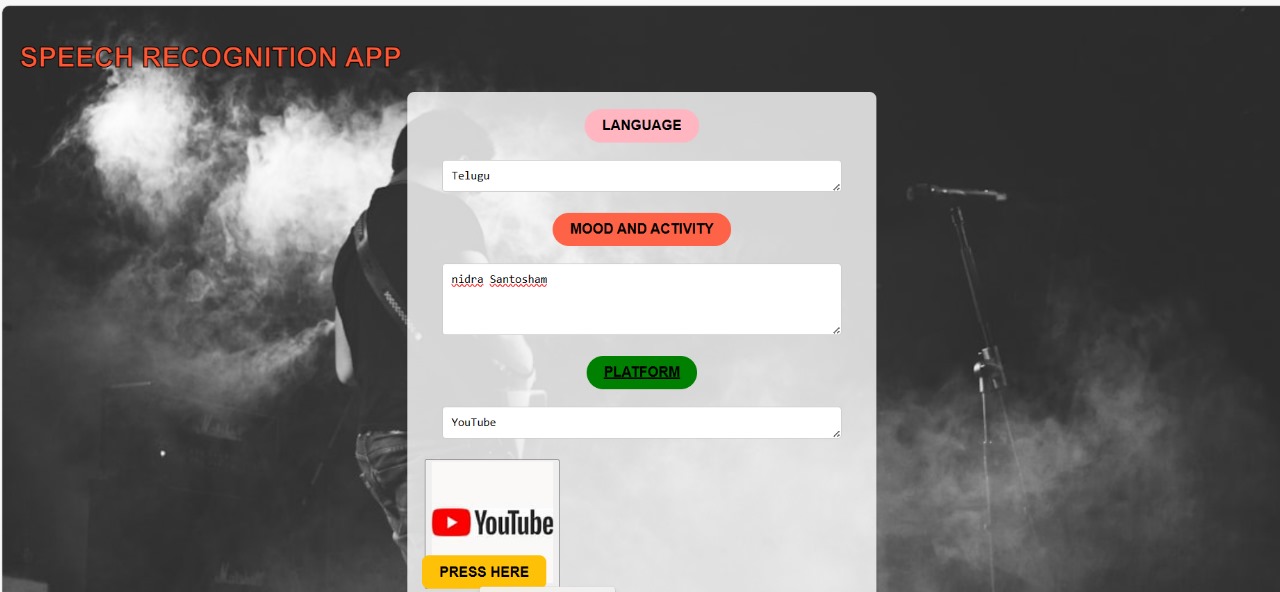 SPEECH RECOGNITION APP
LANGUAGE
Telugu
MOOD AND ACTIVITY
nidra Santosham
PLATFORM
YouTube
YouTube
PRESS HERE